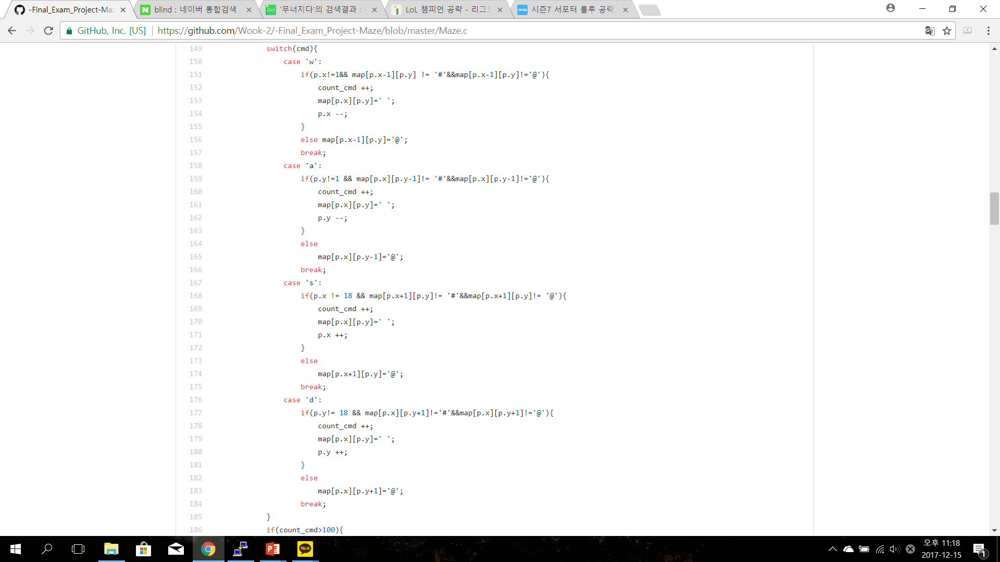 -Final_Exam_Project-Maz
blind : 네이버 통합검색
'무너지다'의 검색결과 :
LoL 챔피언 공략 - 리그오
시즌7 서포터 룰루 공략,
GitHub, Inc. [US]
https://github.com/Wook-2/-Final_Exam_Project-Maze/blob/master/Maze.c
149 switch(cmd){
150 case 'w':
151 if(p.x!=1&& map[p.x-1][p.y] != '#'&&map[p.x-1][p.y]!='@'){
152 count_cmd ++;
153 map[p.x][p.y]=' ';
154 p.x --;
155 }
156 else map[p.x-1][p.y]='@';
157 break;
158 case 'a':
159 if(p.y!=1 && map[p.x][p.y-1]!= '#'&&map[p.x][p.y-1]!='@'){
160 count_cmd ++;
161 map[p.x][p.y]=' ';
162 p.y --;
163 }
164 else
165 map[p.x][p.y-1]='@';
166 break;
167 case 's':
168 if(p.x != 18 && map[p.x+1][p.y]!= '#'&&map[p.x+1][p.y]!= '@'){
169 count_cmd ++;
170 map[p.x][p.y]=' ';
171 p.x ++;
172 }
173 else
174 map[p.x+1][p.y]='@';
175 break;
176 case 'd':
177 if(p.y!= 18 && map[p.x][p.y+1]!='#'&&map[p.x][p.y+1]!='@'){
178 count_cmd ++;
179 map[p.x][p.y]=' ';
180 p.y ++;
181 }
182 else
183 map[p.x][p.y+1]='@';
184 break;
185 }
186 if(count_cmd>100){
TALK
오후 11:18
2017-12-15
1